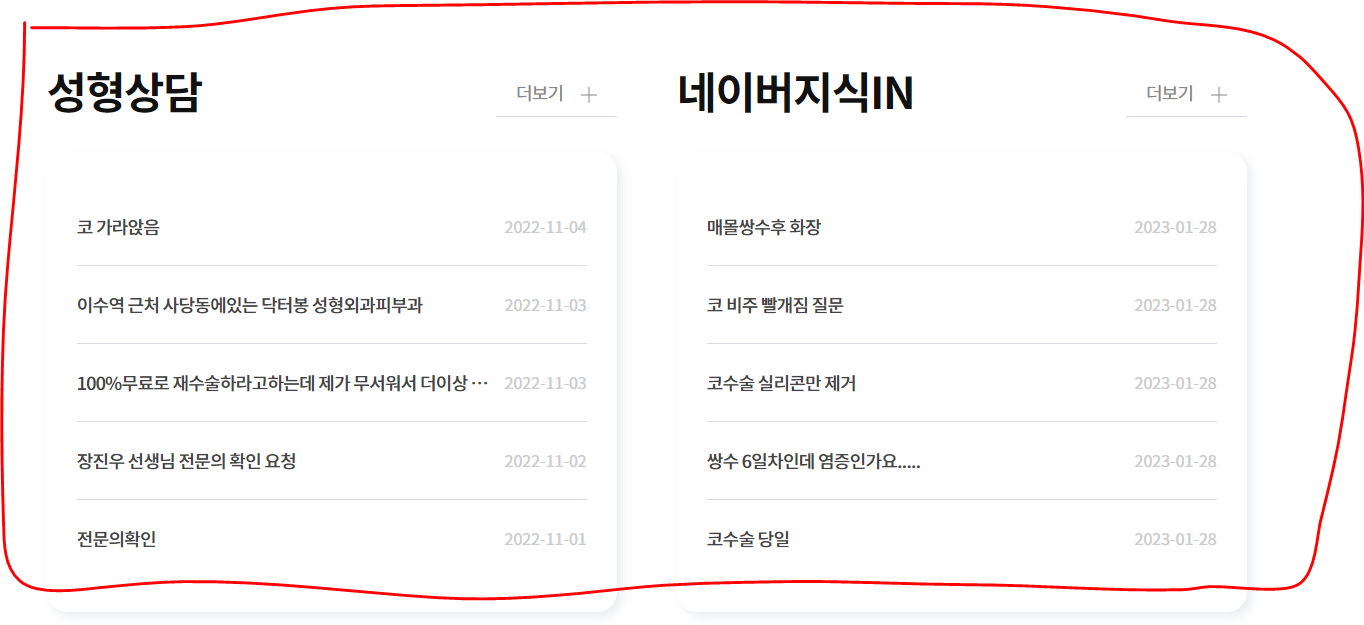 성형상담
더보기 +
코 가라앉음 2022-11-04
이수역 근처 사당동에있는 닥터봉 성형외과피부과 2022-11-03
100%무료로 재수술하라고하는데 제가 무서워서 더이상 … 2022-11-03
장진우 선생님 전문의 확인 요청 2022-11-02
전문의확인 2022-11-01
네이버지식IN
더보기 +
매몰쌍수후 화장 2023-01-28
코 비주 빨개짐 질문 2023-01-28
코수술 실리콘만 제거 2023-01-28
쌍수 6일차인데 염증인가요..... 2023-01-28
코수술 당일 2023-01-28